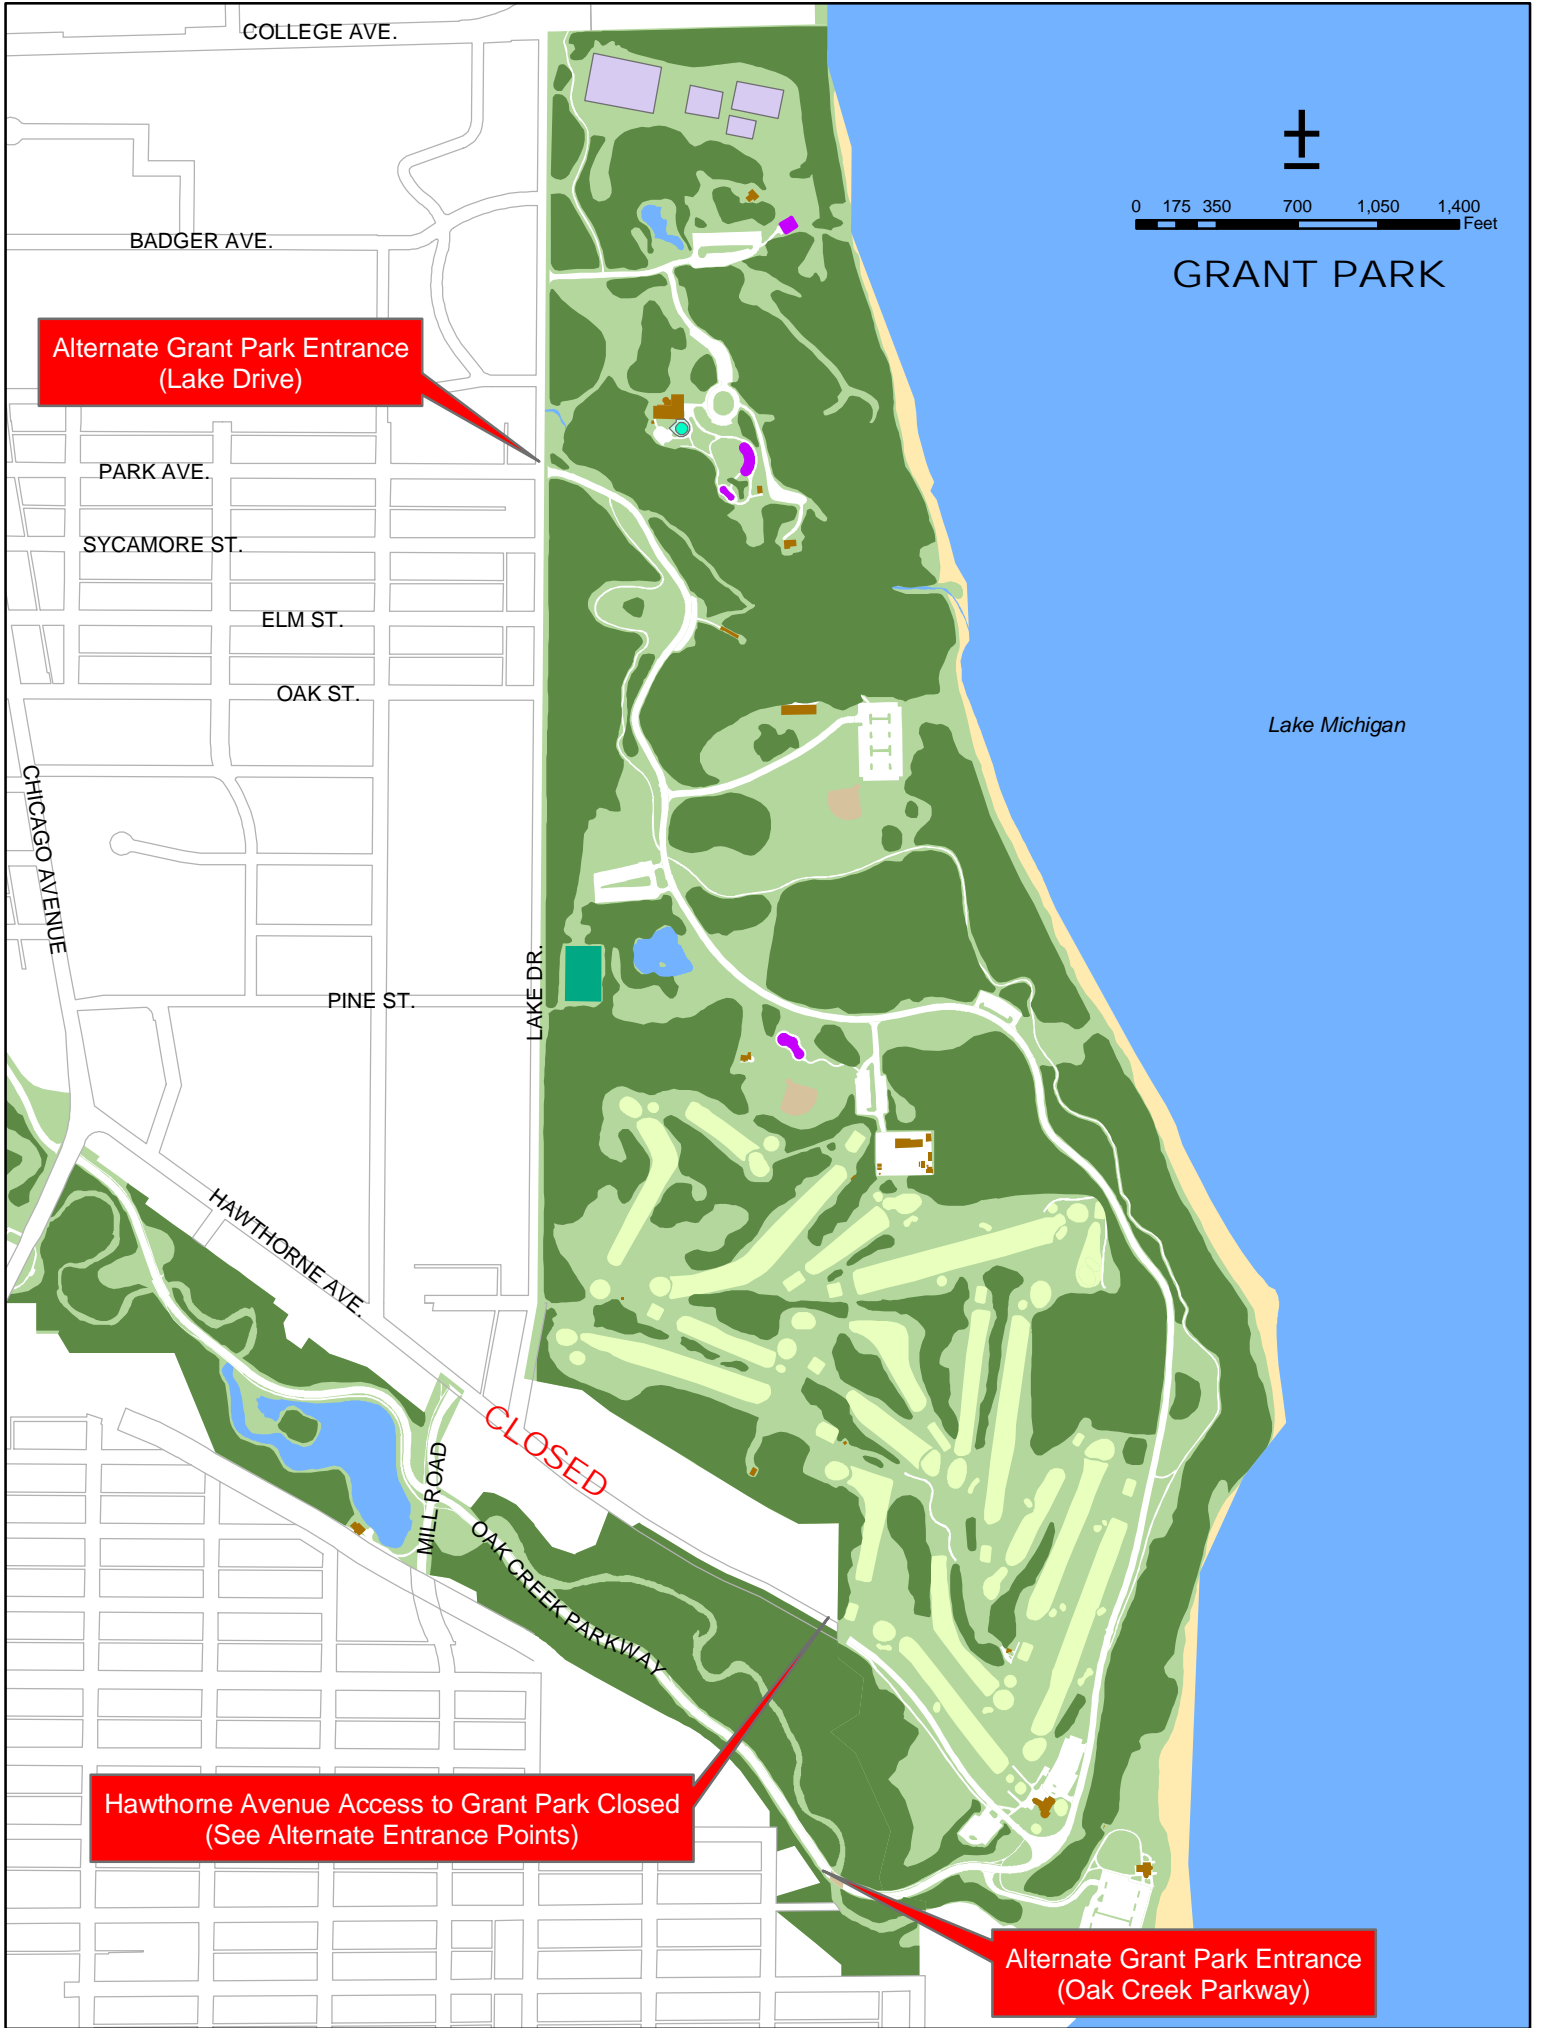 COLLEGE AVE.
±
0 175 350 700 1,050 1,400
Feet
BADGER AVE.
GRANT PARK
Alternate Grant Park Entrance
(Lake Drive)
PARK AVE.
SYCAMORE ST.
ELM ST.
OAK ST.
Lake Michigan
CHICAGO AVENUE
LAKE DR.
PINE ST.
HAWTHORNE AVE.
CLOSED
MILL ROAD
OAK CREEK PARKWAY
Hawthorne Avenue Access to Grant Park Closed
(See Alternate Entrance Points)
Alternate Grant Park Entrance
(Oak Creek Parkway)